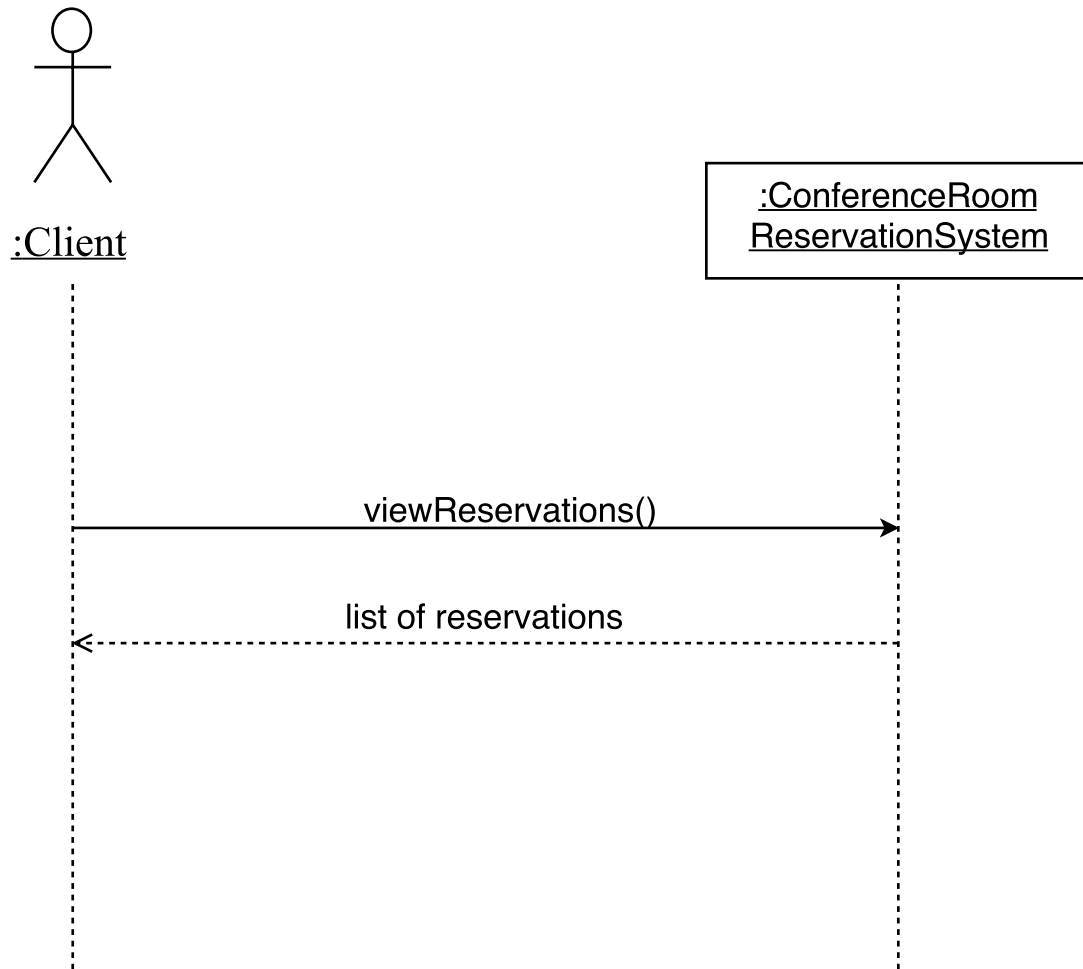 :Client
:ConferenceRoom
ReservationSystem
viewReservations()
list of reservations